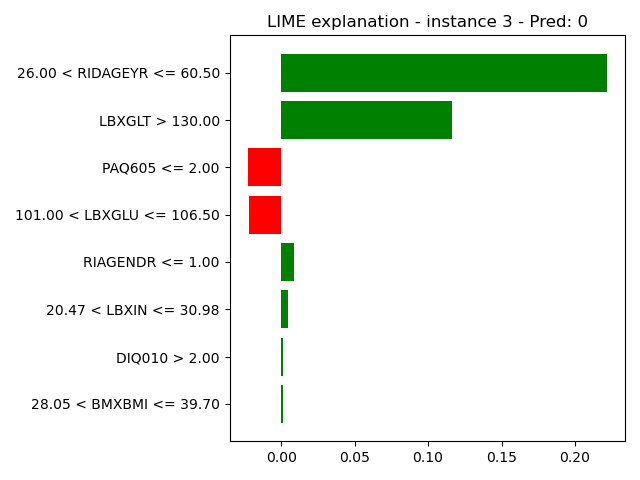 LIME explanation - instance 3 - Pred: 0
26.00 < RIDAGEYR <= 60.50
LBXGLT > 130.00
PAQ605 <= 2.00
101.00 < LBXGLU <= 106.50
RIAGENDR <= 1.00
20.47 < LBXIN <= 30.98
DIQ010 > 2.00
28.05 < BMXBMI <= 39.70
0.00 0.05 0.10 0.15 0.20